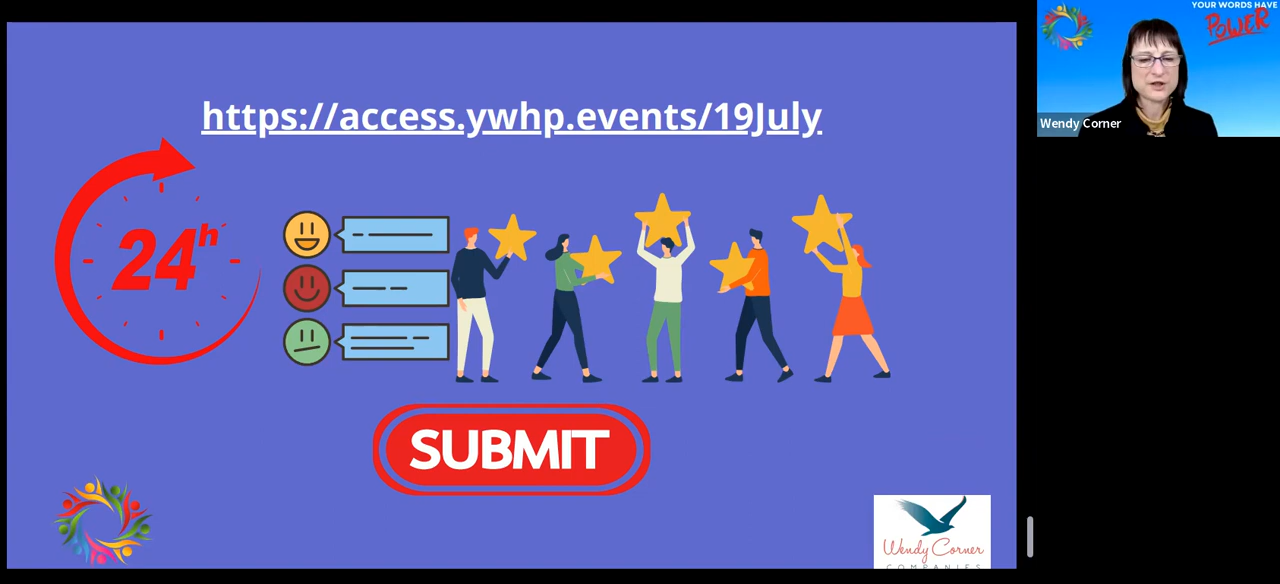 https://access.ywhp.events/19July
24h
SUBMIT
Wendy Corner
COMPANIES
YOUR WORDS HAVE
POWER
Wendy Corner